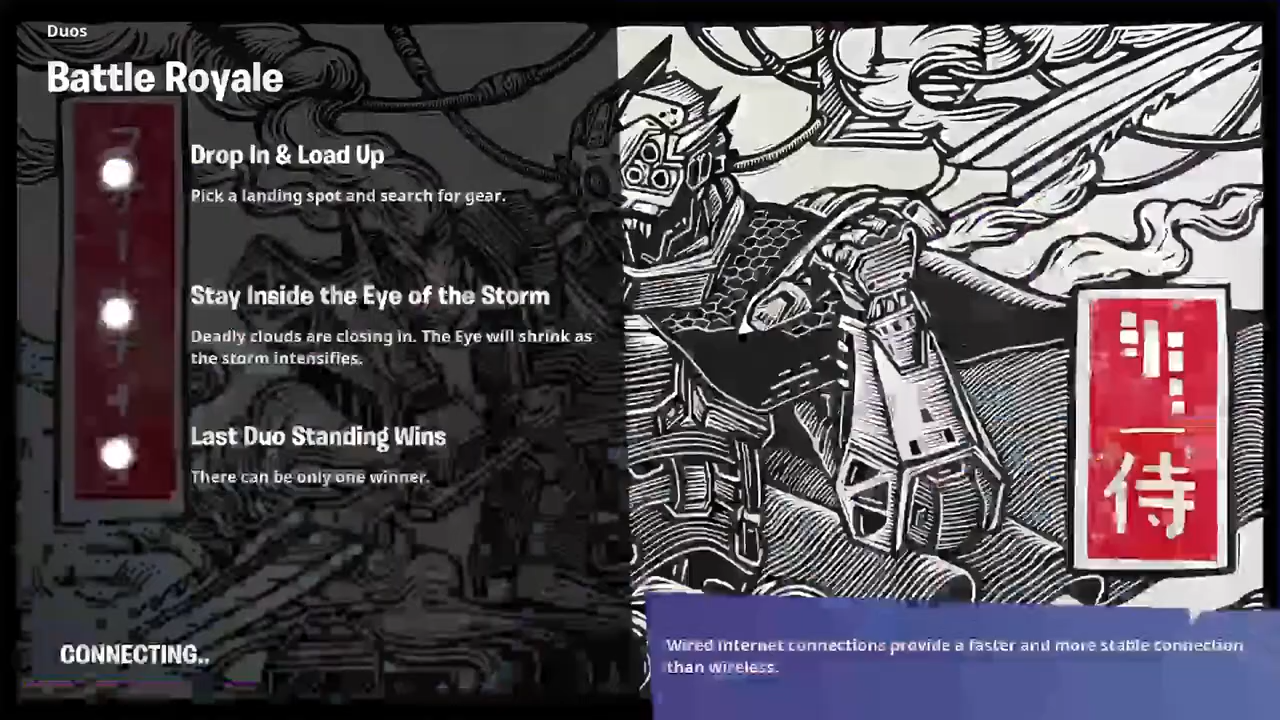 Duos
Battle Royale
Drop In & Load Up
Pick a landing spot and search for gear.
Stay Inside the Eye of the Storm
Deadly clouds are closing in. The Eye will shrink as
the storm intensifies.
Last Duo Standing Wins
There can be only one winner.
CONNECTING..
侍
Wired internet connections provide a faster and more stable connection
than wireless.